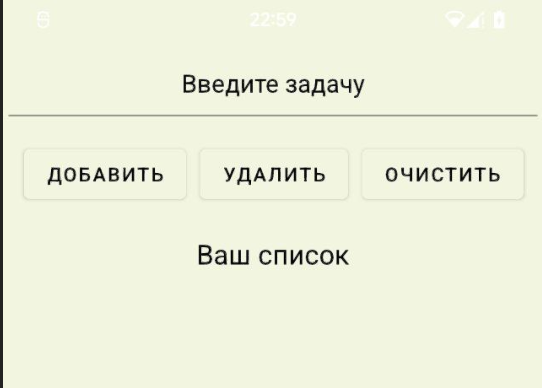 22:59
Введите задачу
ДОБАВИТЬ УДАЛИТЬ ОЧИСТИТЬ
Ваш список